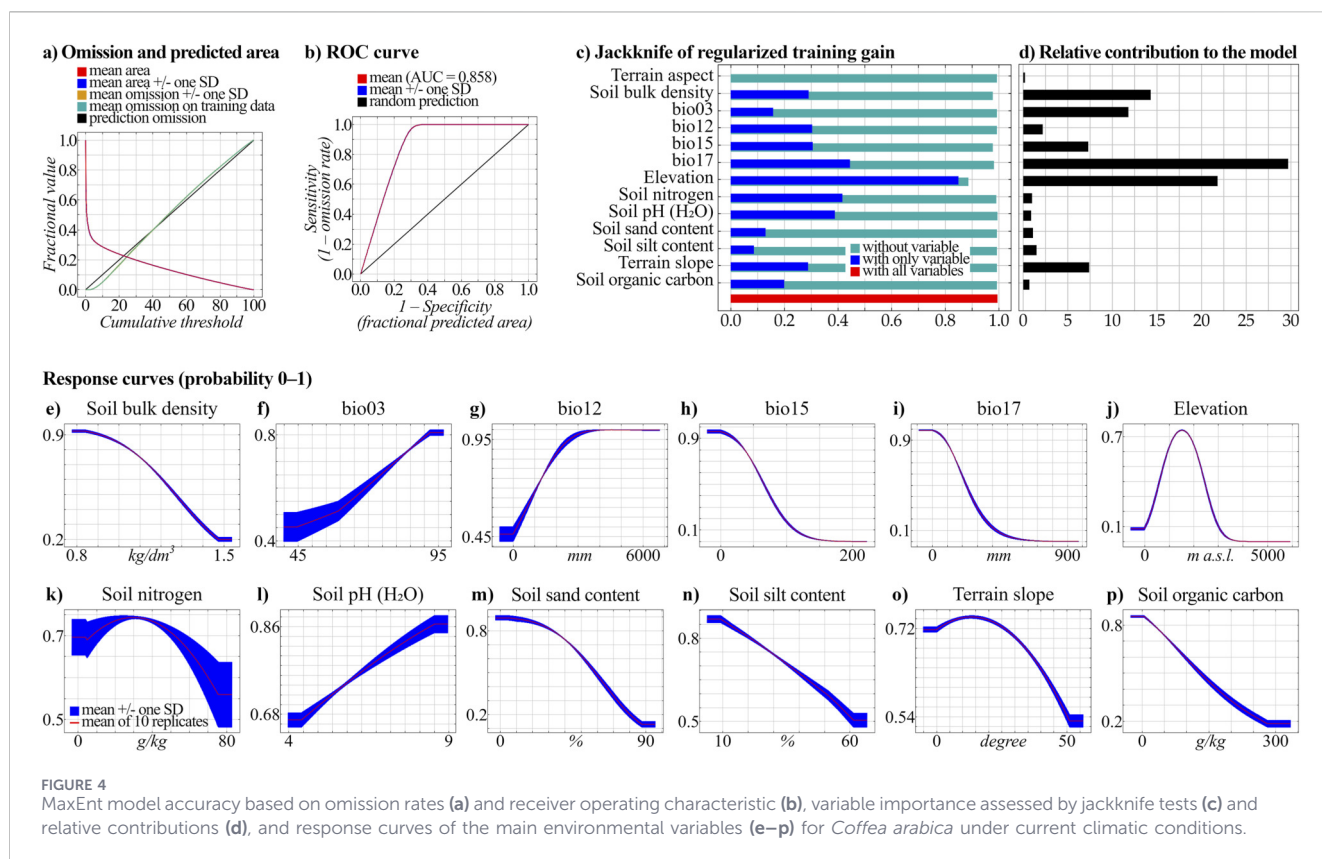 a) Omission and predicted area
mean area
mean area +/- one SD
mean omission +/- one SD
mean omission on training data
prediction omission
Fractional value
1.0
0.8
0.6
0.4
0.2
0.0
0 20 40 60 80 100
Cumulative threshold
b) ROC curve
mean (AUC = 0.858)
mean +/- one SD
random prediction
Sensitivity
(1 – omission rate)
1.0
0.8
0.6
0.4
0.2
0.0
0.0 0.2 0.4 0.6 0.8 1.0
1 – Specificity
(fractional predicted area)
c) Jackknife of regularized training gain
Terrain aspect
Soil bulk density
bio03
bio12
bio15
bio17
Elevation
Soil nitrogen
Soil pH (H₂O)
Soil sand content
Soil silt content
Terrain slope
Soil organic carbon
without variable
with only variable
with all variables
0.0 0.2 0.4 0.6 0.8 1.0
d) Relative contribution to the model
0 5 10 15 20 25 30
Response curves (probability 0–1)
e) Soil bulk density
0.9
0.2
0.8 kg/dm³ 1.5
f) bio03
0.8
0.4
45 95
g) bio12
0.95
0.45
0 mm 6000
h) bio15
0.9
0.1
0 200
i) bio17
0.9
0.1
0 mm 900
j) Elevation
0.7
0.1
0 m a.s.l. 5000
k) Soil nitrogen
0.7
0.5
mean +/- one SD
mean of 10 replicates
0 g/kg 80
l) Soil pH (H₂O)
0.86
0.68
4 9
m) Soil sand content
0.8
0.2
0 % 90
n) Soil silt content
0.8
0.5
10 % 60
o) Terrain slope
0.72
0.54
0 degree 50
p) Soil organic carbon
0.8
0.2
0 g/kg 300
FIGURE 4
MaxEnt model accuracy based on omission rates (a) and receiver operating characteristic (b), variable importance assessed by jackknife tests (c) and
relative contributions (d), and response curves of the main environmental variables (e–p) for Coffea arabica under current climatic conditions.